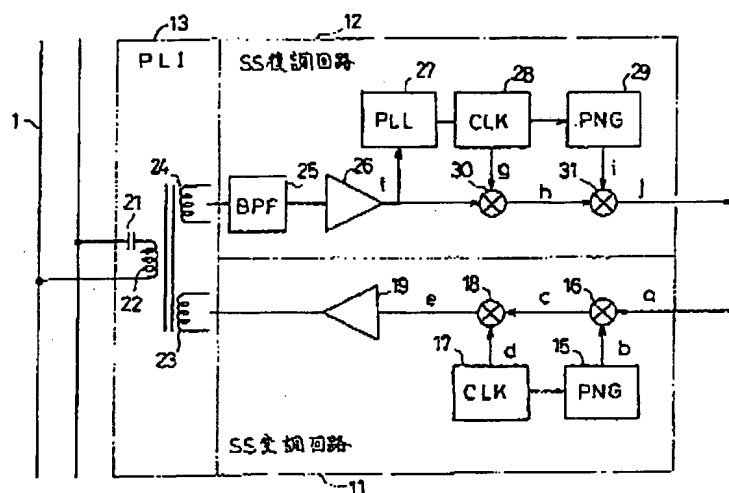 13
12
PLI
SS復調回路
27
28
29
1
PLL
CLK
PNG
24
25
26
f
g
30
i
31
21
BPF
h
j
22
19
18
16
e
c
a
23
17
d
15
b
CLK
PNG
SS変調回路
11